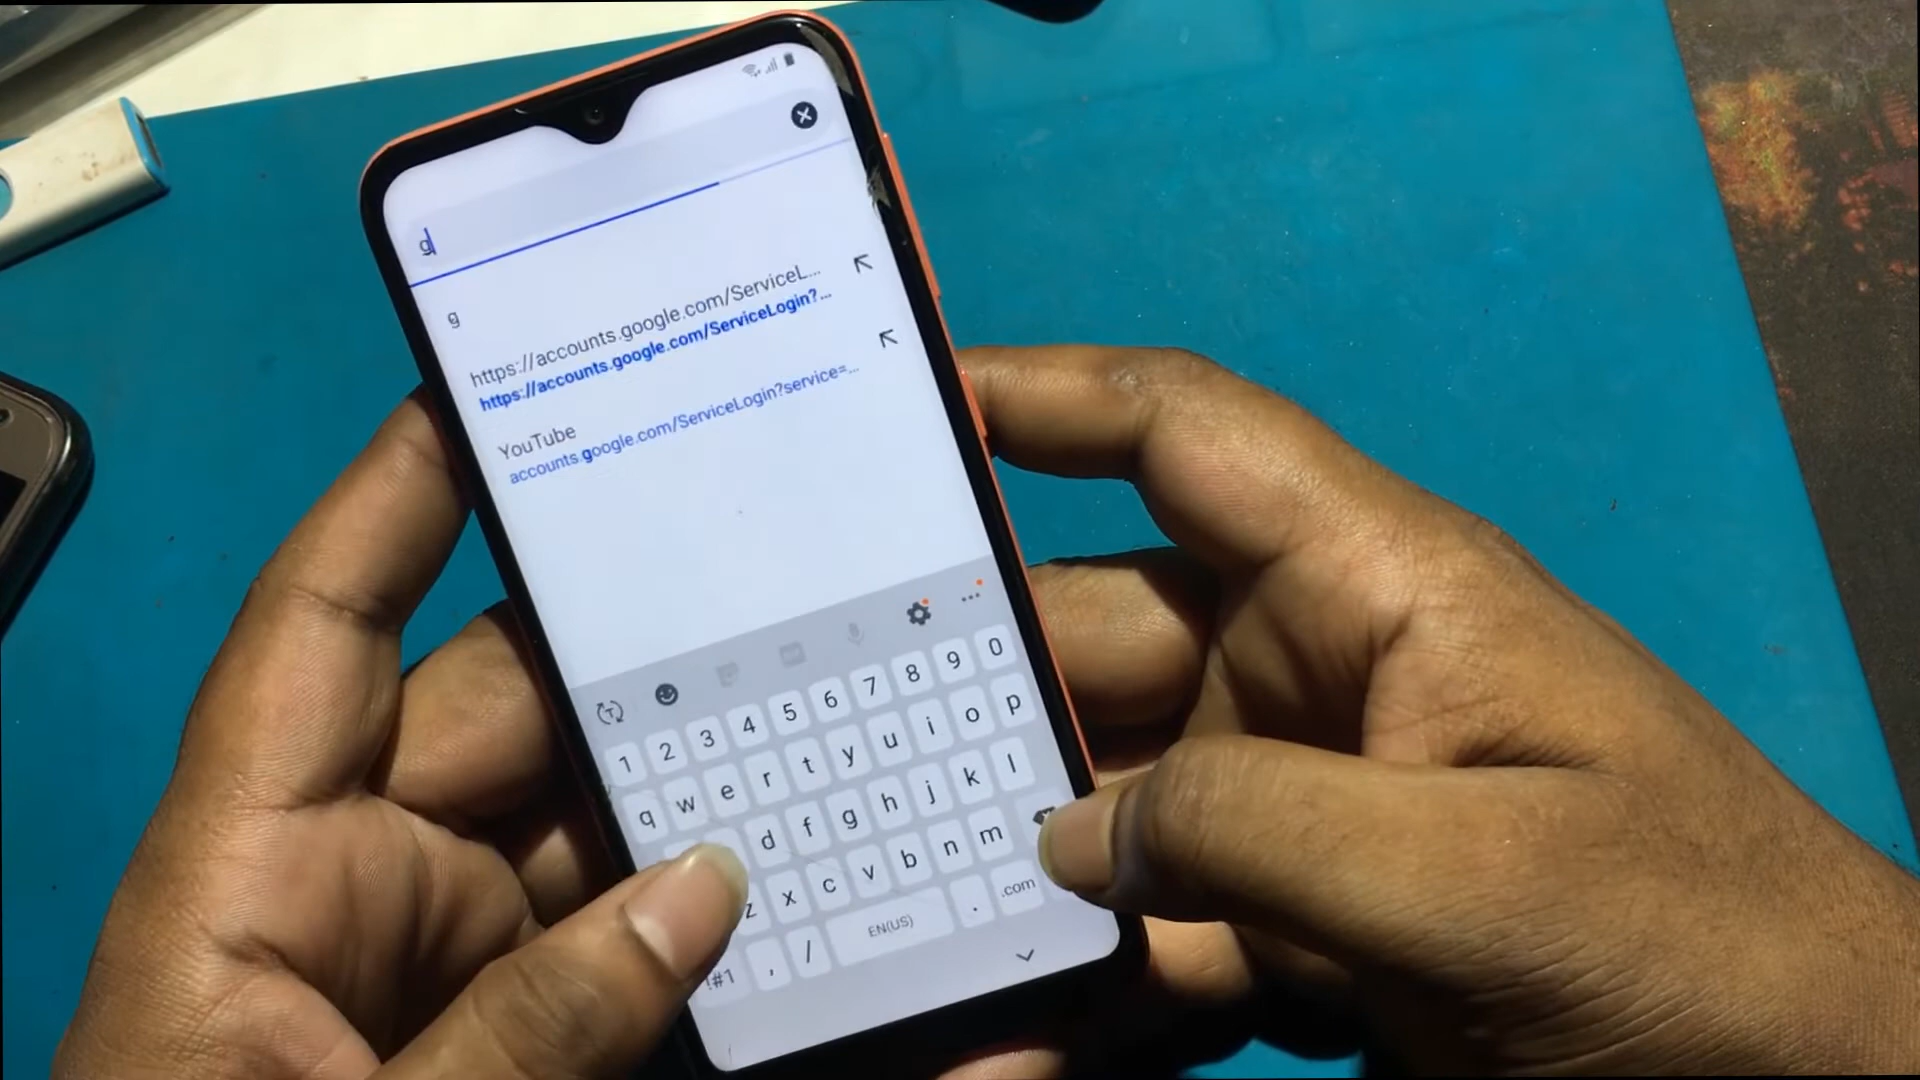 g
g
https://accounts.google.com/ServiceL...
https://accounts.google.com/ServiceLogin?...
YouTube
accounts.google.com/ServiceLogin?service=...
1 2 3 4 5 6 7 8 9 0
q w e r t y u i o p
d f g h j k l
z x c v b n m
!#1 , / EN(US) . .com